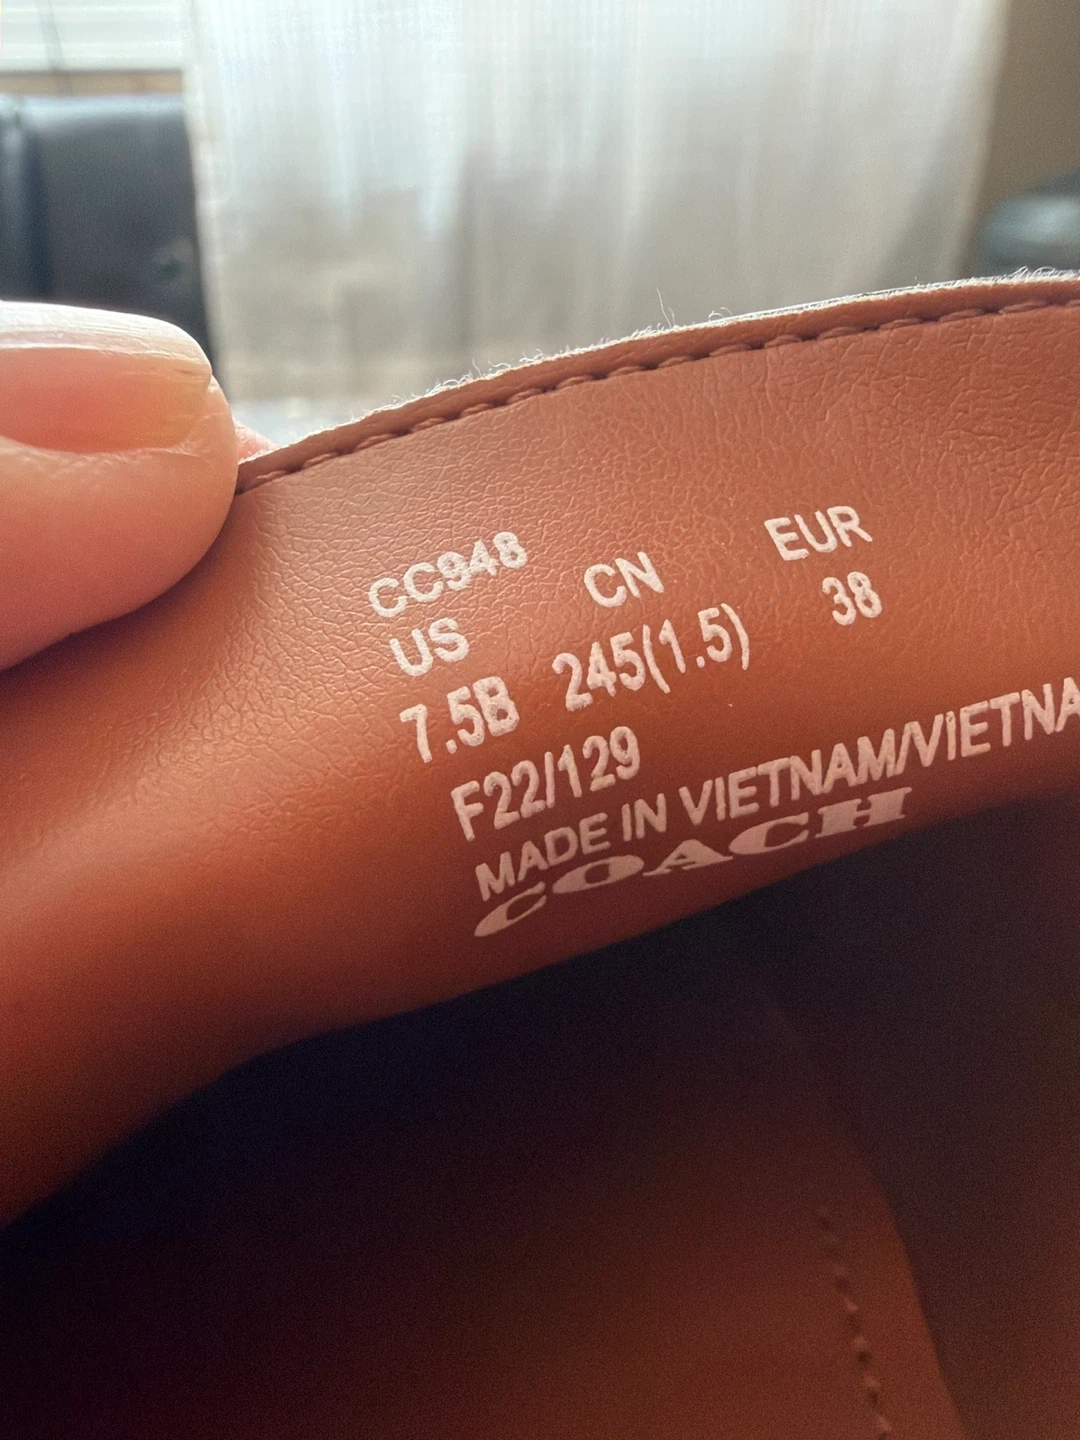 CC948
US CN EUR
7.5B 245(1.5) 38
F22/129
MADE IN VIETNAM/VIETNA
COACH